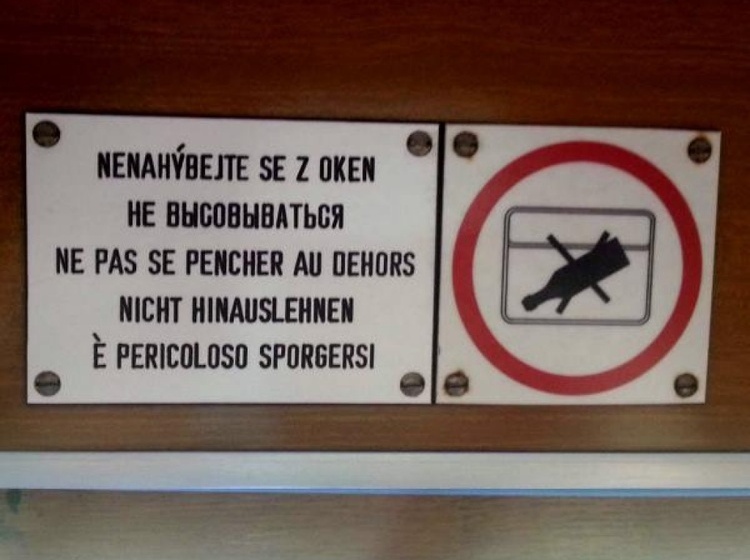 NENAHÝBEJTE SE Z OKEN
НЕ ВЫСОВЫВАТЬСЯ
NE PAS SE PENCHER AU DEHORS
NICHT HINAUSLEHNEN
È PERICOLOSO SPORGERSI